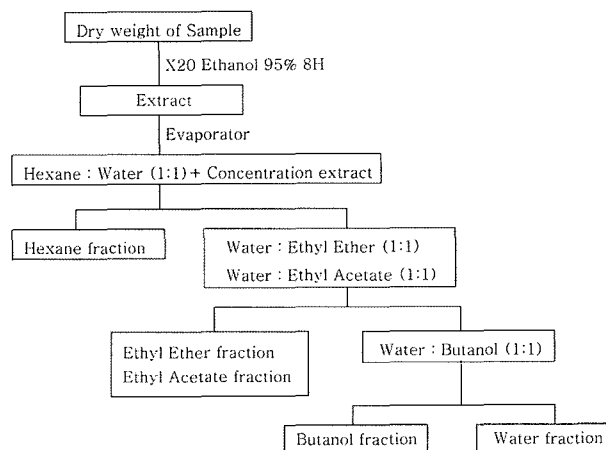 Dry weight of Sample
X20 Ethanol 95% 8H
Extract
Evaporator
Hexane : Water (1:1)+ Concentration extract
Hexane fraction
Water : Ethyl Ether (1:1)
Water : Ethyl Acetate (1:1)
Ethyl Ether fraction
Ethyl Acetate fraction
Water : Butanol (1:1)
Butanol fraction
Water fraction